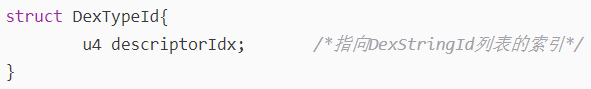 struct DexTypeId{
        u4 descriptorIdx;       /*指向DexStringId列表的索引*/
}